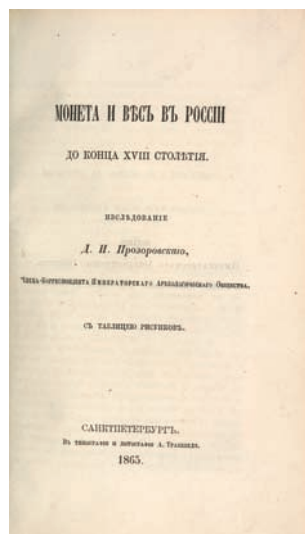 МОНЕТА И ВѢСЪ ВЪ РОССІИ
ДО КОНЦА XVIII СТОЛѢТІЯ.
ИЗСЛѢДОВАНІЕ
Д. И. Прозоровскаго,
Члена-Корреспондента Императорскаго Археологическаго Общества.
СЪ ТАБЛИЦЕЮ РИСУНКОВЪ.
САНКТПЕТЕРБУРГЪ.
Въ типографіи и литографіи А. Траншеля.
1865.